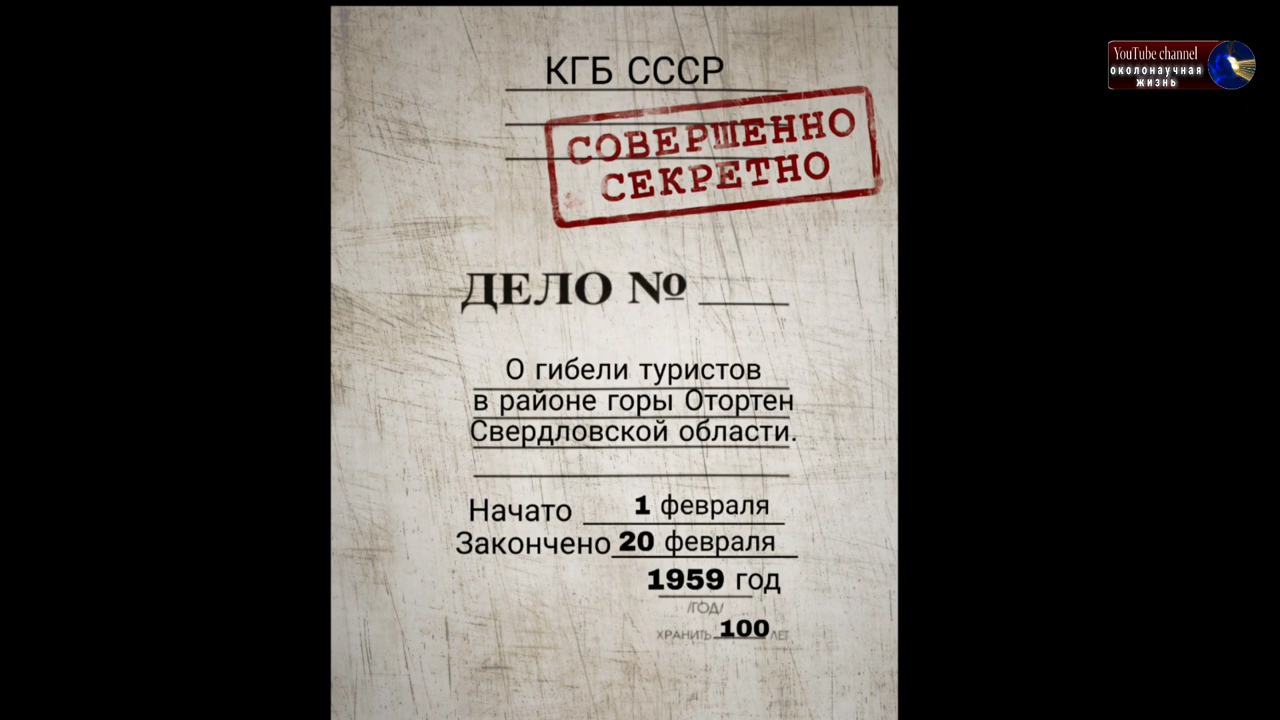 КГБ СССР
СОВЕРШЕННО
СЕКРЕТНО
ДЕЛО №
О гибели туристов
в районе горы Отортен
Свердловской области.
Начато 1 февраля
Закончено 20 февраля
1959 год
/ГОД/
ХРАНИТЬ 100 ЛЕТ
YouTube channel
околонаучная
жизнь